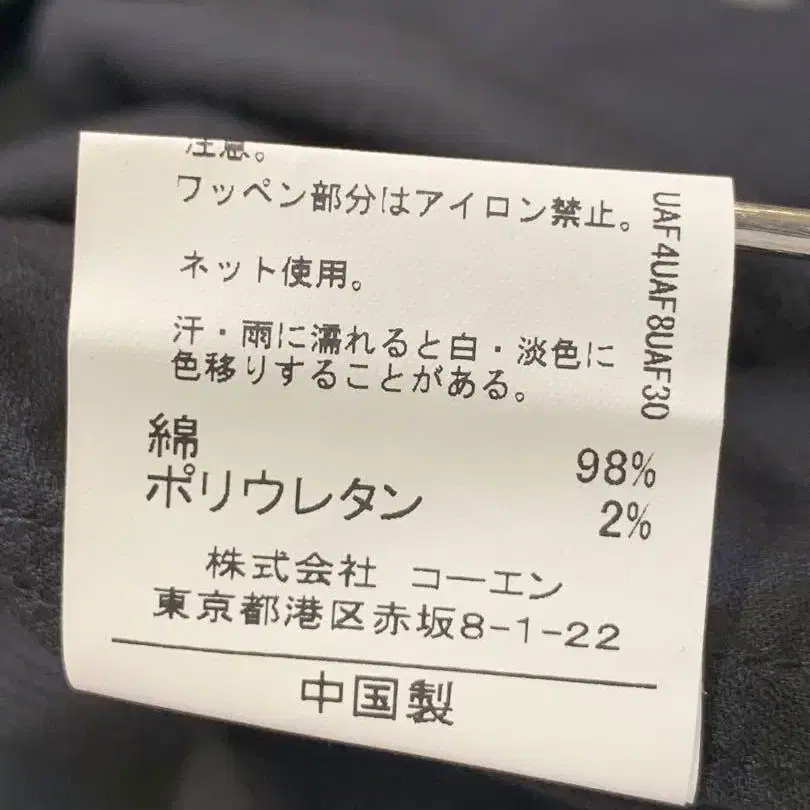 注意。
ワッペン部分はアイロン禁止。
ネット使用。
汗・雨に濡れると白・淡色に
色移りすることがある。
綿 98%
ポリウレタン 2%
株式会社 コーエン
東京都港区赤坂8-1-22
中国製
UAF4UAF8UAF30